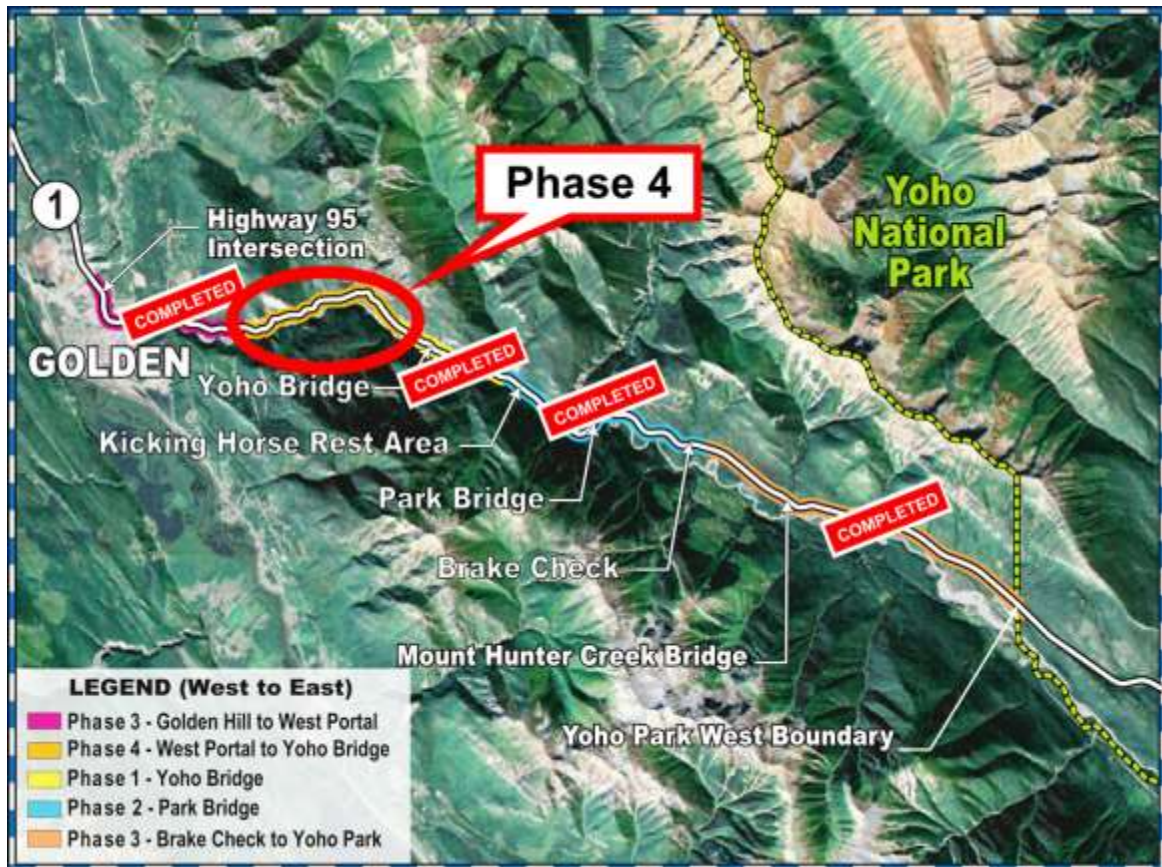 Phase 4
Yoho
National
Park
1
Highway 95
Intersection
COMPLETED
GOLDEN
Yoho Bridge
COMPLETED
Kicking Horse Rest Area
COMPLETED
Park Bridge
Brake Check
COMPLETED
Mount Hunter Creek Bridge
Yoho Park West Boundary
LEGEND (West to East)
Phase 3 - Golden Hill to West Portal
Phase 4 - West Portal to Yoho Bridge
Phase 1 - Yoho Bridge
Phase 2 - Park Bridge
Phase 3 - Brake Check to Yoho Park